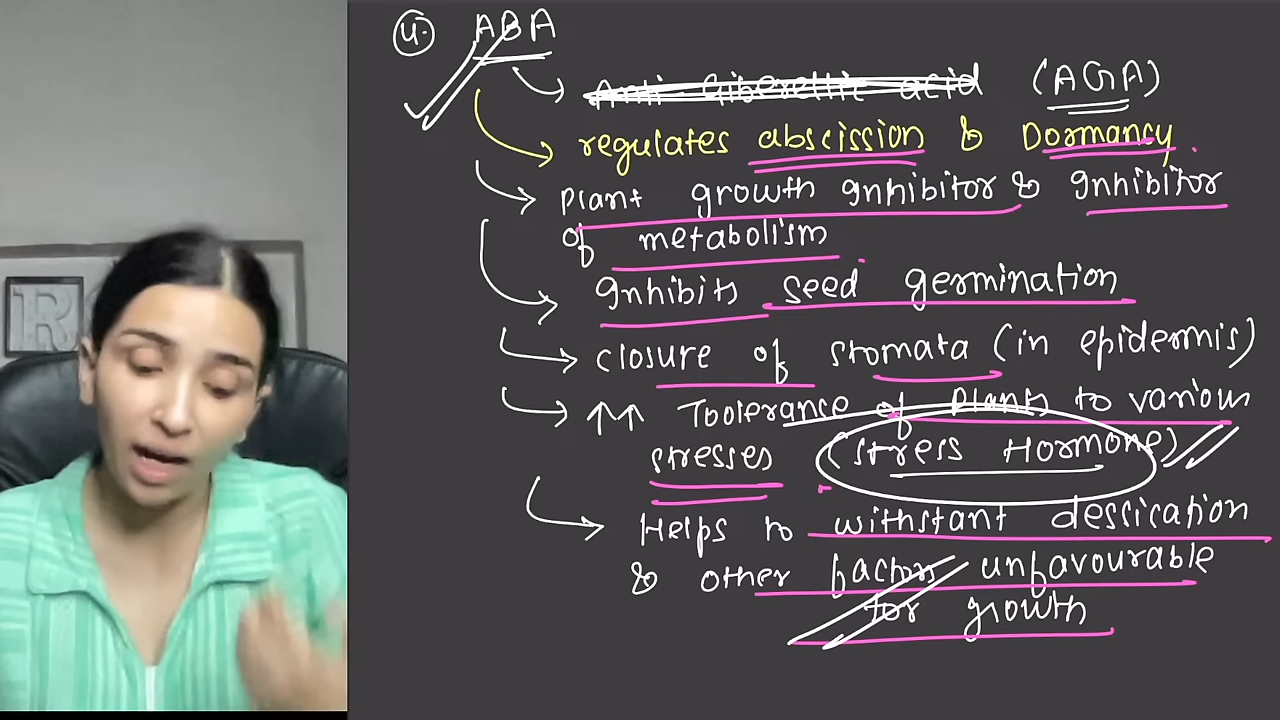 4. ABA
Anti-Giberellic acid (AGA)
regulates abscission & Dormancy.
Plant growth Inhibitor & Inhibitor
of metabolism.
Inhibits seed germination
closure of stomata (in epidermis)
↑↑ Toolerance of Plants to various
stresses (Stress Hormone)
Helps to withstant dessication
& other factors unfavourable
for growth
R